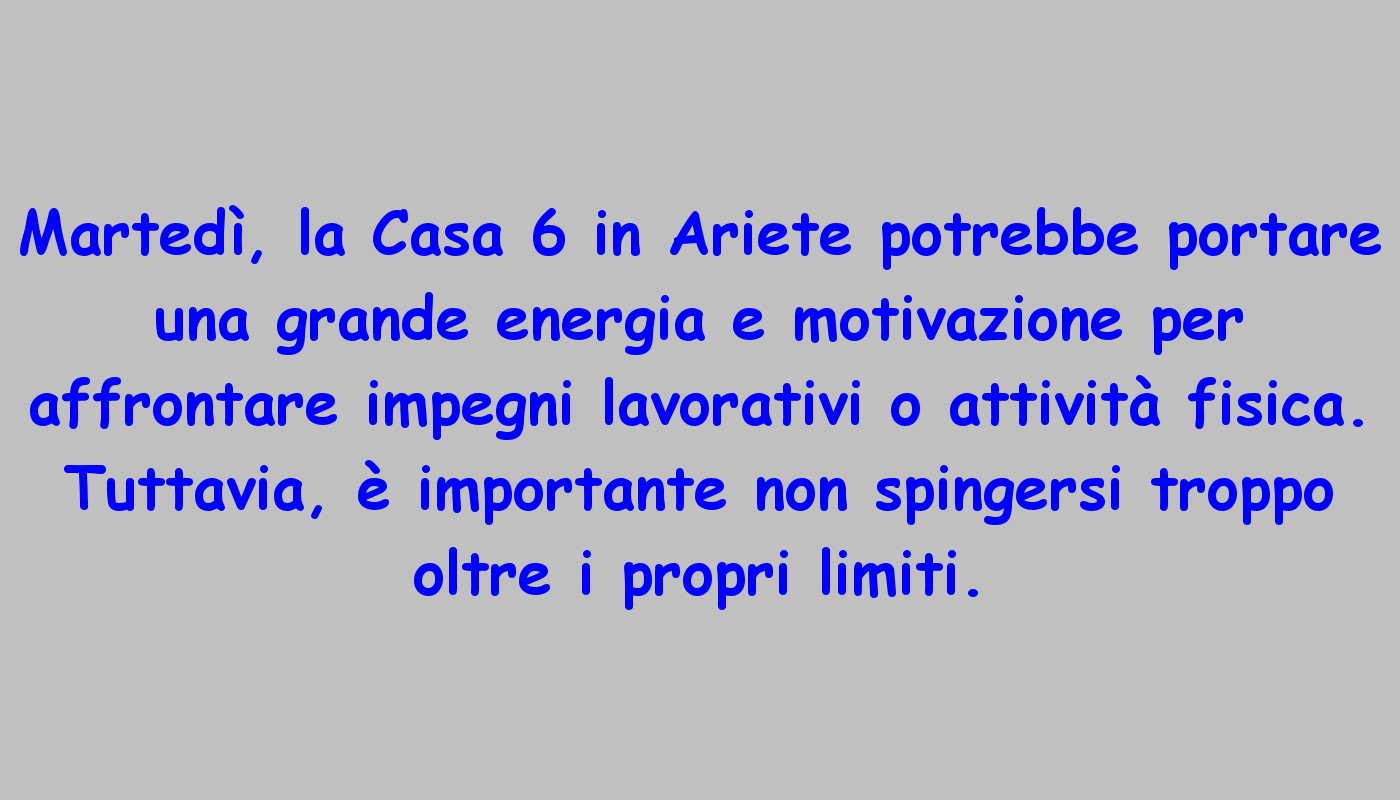 Martedì, la Casa 6 in Ariete potrebbe portare
una grande energia e motivazione per
affrontare impegni lavorativi o attività fisica.
Tuttavia, è importante non spingersi troppo
oltre i propri limiti.